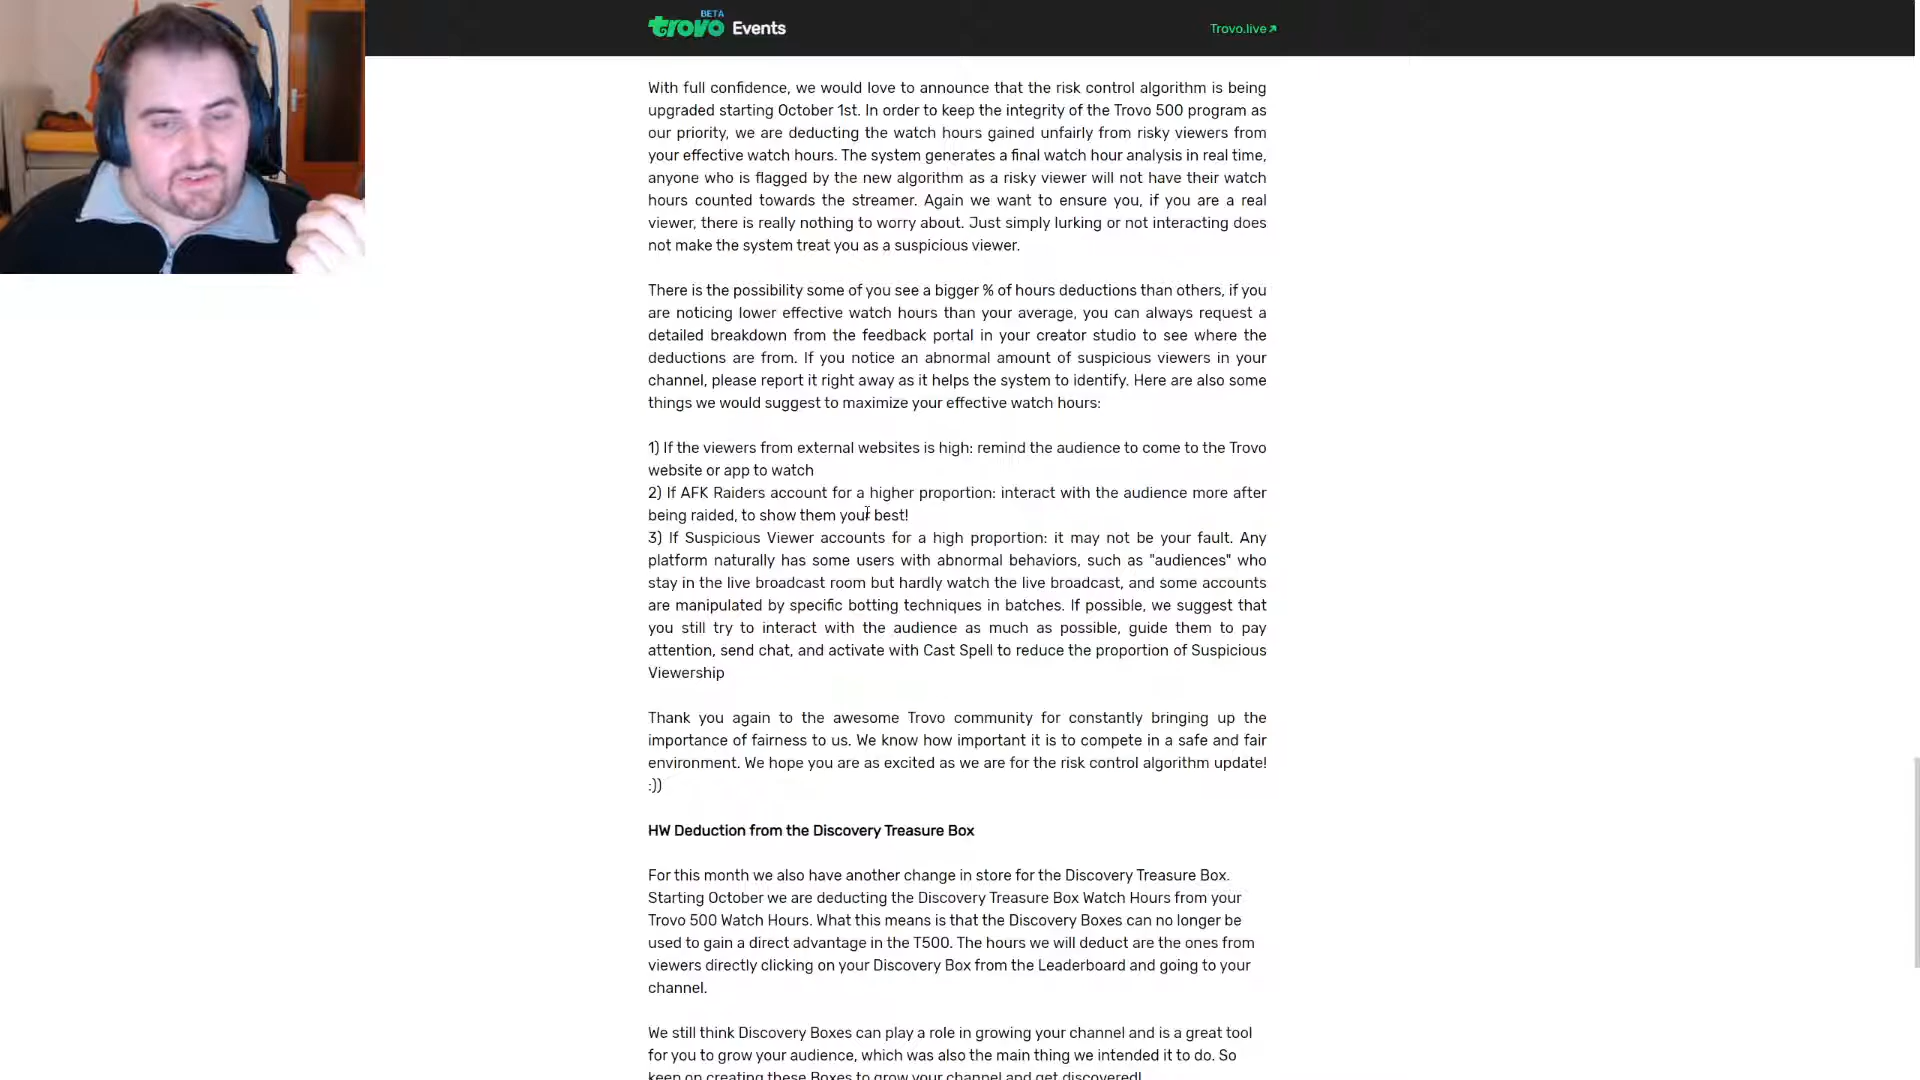 BETA
trovo Events
Trovo.live
With full confidence, we would love to announce that the risk control algorithm is being
upgraded starting October 1st. In order to keep the integrity of the Trovo 500 program as
our priority, we are deducting the watch hours gained unfairly from risky viewers from
your effective watch hours. The system generates a final watch hour analysis in real time,
anyone who is flagged by the new algorithm as a risky viewer will not have their watch
hours counted towards the streamer. Again we want to ensure you, if you are a real
viewer, there is really nothing to worry about. Just simply lurking or not interacting does
not make the system treat you as a suspicious viewer.
There is the possibility some of you see a bigger % of hours deductions than others, if you
are noticing lower effective watch hours than your average, you can always request a
detailed breakdown from the feedback portal in your creator studio to see where the
deductions are from. If you notice an abnormal amount of suspicious viewers in your
channel, please report it right away as it helps the system to identify. Here are also some
things we would suggest to maximize your effective watch hours:
1) If the viewers from external websites is high: remind the audience to come to the Trovo
website or app to watch
2) If AFK Raiders account for a higher proportion: interact with the audience more after
being raided, to show them your best!
3) If Suspicious Viewer accounts for a high proportion: it may not be your fault. Any
platform naturally has some users with abnormal behaviors, such as "audiences" who
stay in the live broadcast room but hardly watch the live broadcast, and some accounts
are manipulated by specific botting techniques in batches. If possible, we suggest that
you still try to interact with the audience as much as possible, guide them to pay
attention, send chat, and activate with Cast Spell to reduce the proportion of Suspicious
Viewership
Thank you again to the awesome Trovo community for constantly bringing up the
importance of fairness to us. We know how important it is to compete in a safe and fair
environment. We hope you are as excited as we are for the risk control algorithm update!
:))
HW Deduction from the Discovery Treasure Box
For this month we also have another change in store for the Discovery Treasure Box.
Starting October we are deducting the Discovery Treasure Box Watch Hours from your
Trovo 500 Watch Hours. What this means is that the Discovery Boxes can no longer be
used to gain a direct advantage in the T500. The hours we will deduct are the ones from
viewers directly clicking on your Discovery Box from the Leaderboard and going to your
channel.
We still think Discovery Boxes can play a role in growing your channel and is a great tool
for you to grow your audience, which was also the main thing we intended it to do. So
keep on creating these Boxes to grow your channel and get discovered!